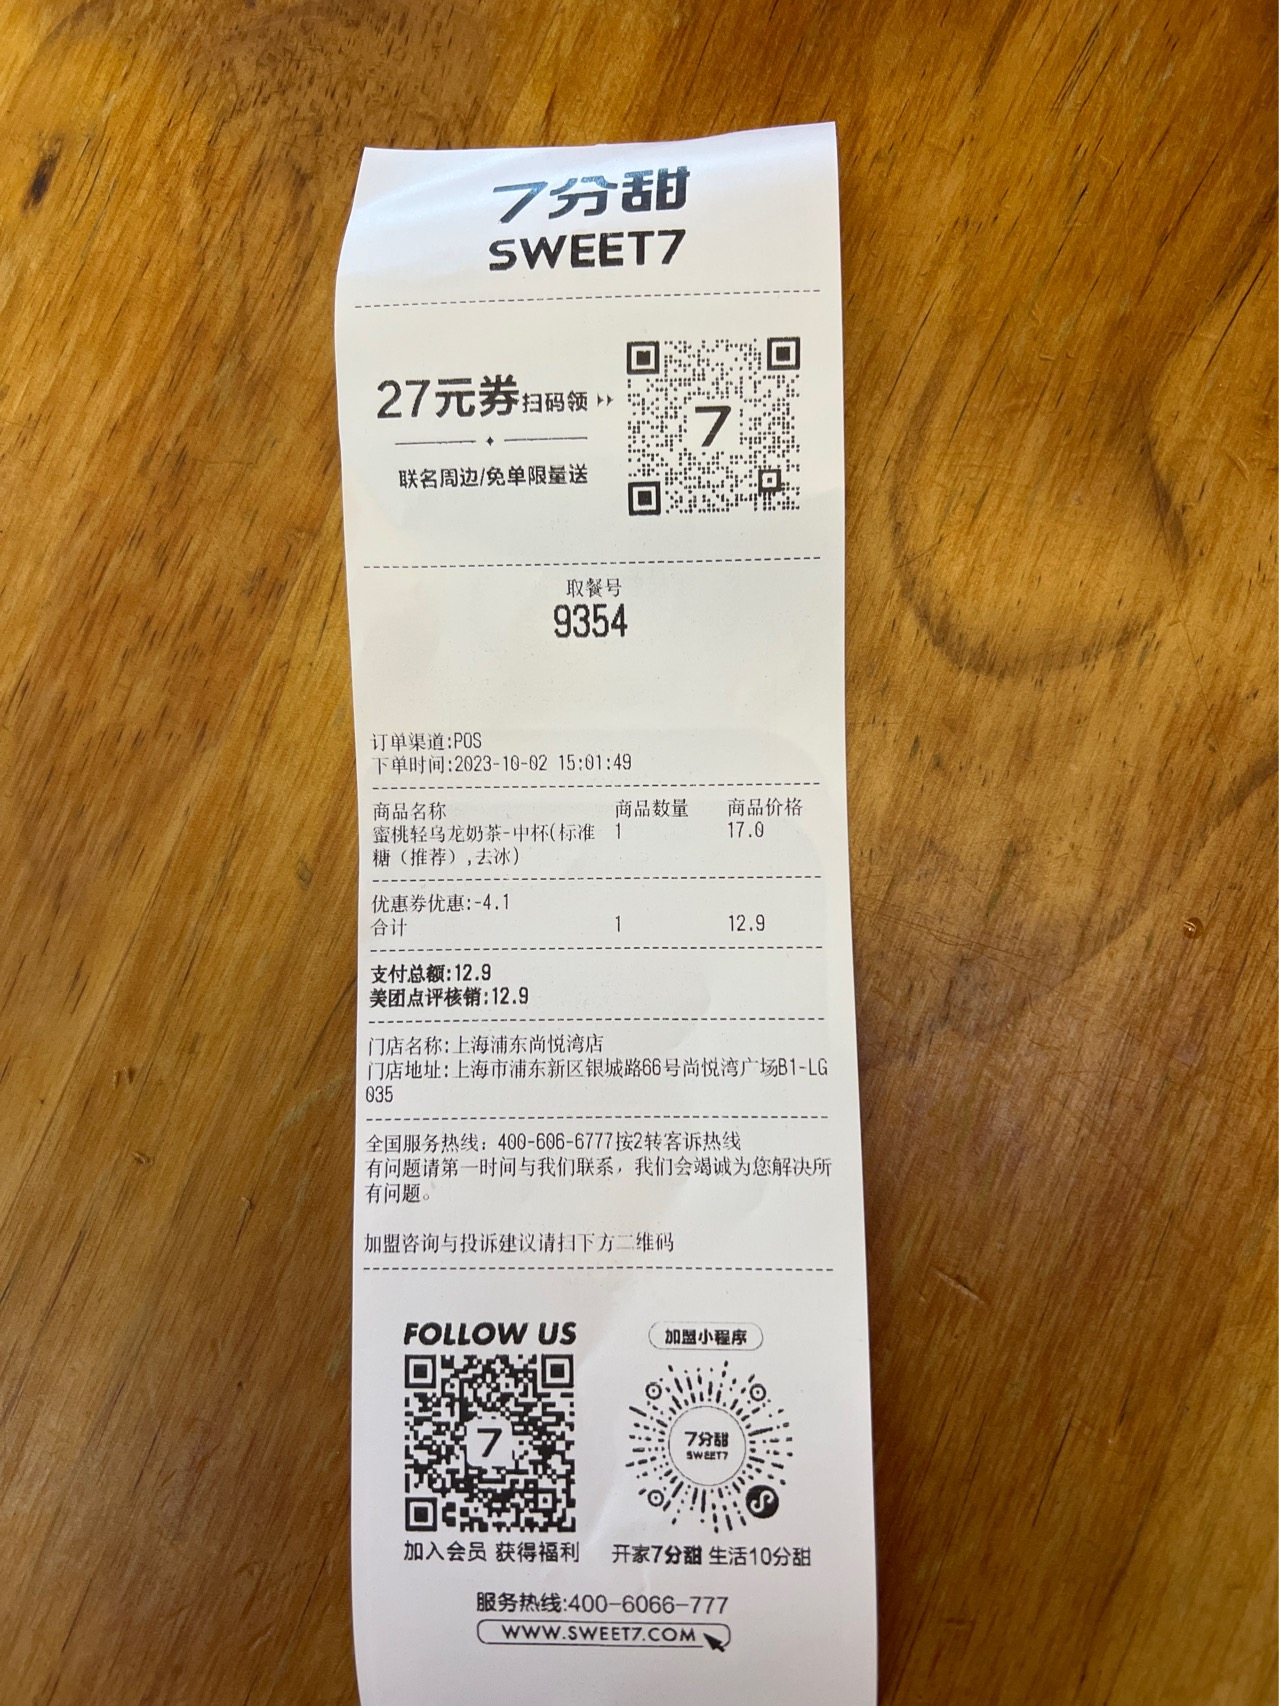 7分甜
SWEET7
27元券扫码领
联名周边/免单限量送
7
取餐号
9354
订单渠道:POS
下单时间:2023-10-02 15:01:49
商品名称 商品数量 商品价格
蜜桃轻乌龙奶茶-中杯(标准 1 17.0
糖（推荐）,去冰)
优惠券优惠:-4.1
合计 1 12.9
支付总额:12.9
美团点评核销:12.9
门店名称:上海浦东尚悦湾店
门店地址:上海市浦东新区银城路66号尚悦湾广场B1-LG
035
全国服务热线：400-606-6777按2转客诉热线
有问题请第一时间与我们联系，我们会竭诚为您解决所
有问题。
加盟咨询与投诉建议请扫下方二维码
FOLLOW US
加盟小程序
7
7分甜
SWEET7
加入会员 获得福利
开家7分甜 生活10分甜
服务热线:400-6066-777
WWW.SWEET7.COM